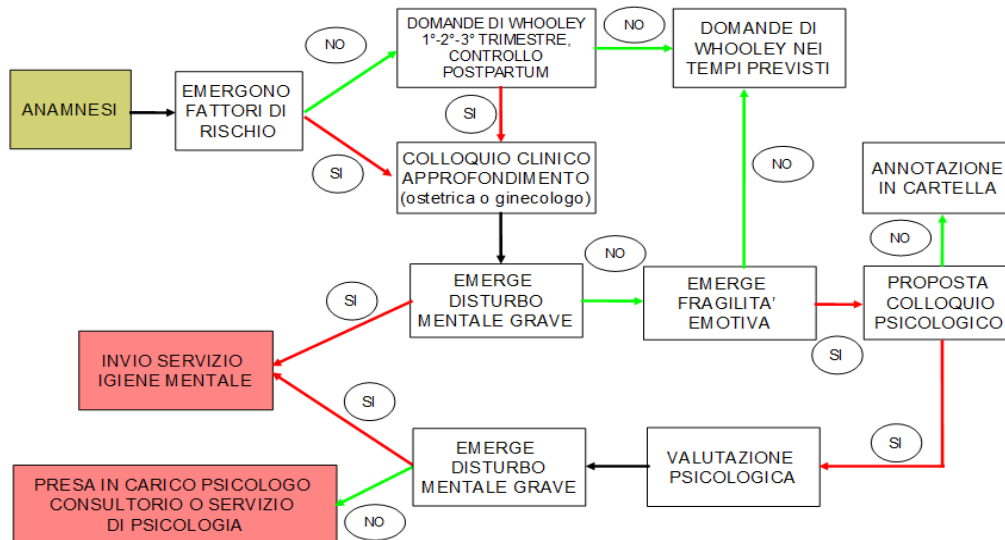 NO
DOMANDE DI WHOOLEY
1°-2°-3° TRIMESTRE,
CONTROLLO
POSTPARTUM
NO
DOMANDE DI
WHOOLEY NEI
TEMPI PREVISTI
ANAMNESI
EMERGONO
FATTORI DI
RISCHIO
SI
SI
COLLOQUIO CLINICO
APPROFONDIMENTO
(ostetrica o ginecologo)
NO
ANNOTAZIONE
IN CARTELLA
NO
NO
SI
EMERGE
DISTURBO
MENTALE GRAVE
EMERGE
FRAGILITA’
EMOTIVA
PROPOSTA
COLLOQUIO
PSICOLOGICO
SI
INVIO SERVIZIO
IGIENE MENTALE
SI
SI
EMERGE
DISTURBO
MENTALE GRAVE
VALUTAZIONE
PSICOLOGICA
PRESA IN CARICO PSICOLOGO
CONSULTORIO O SERVIZIO
DI PSICOLOGIA
NO